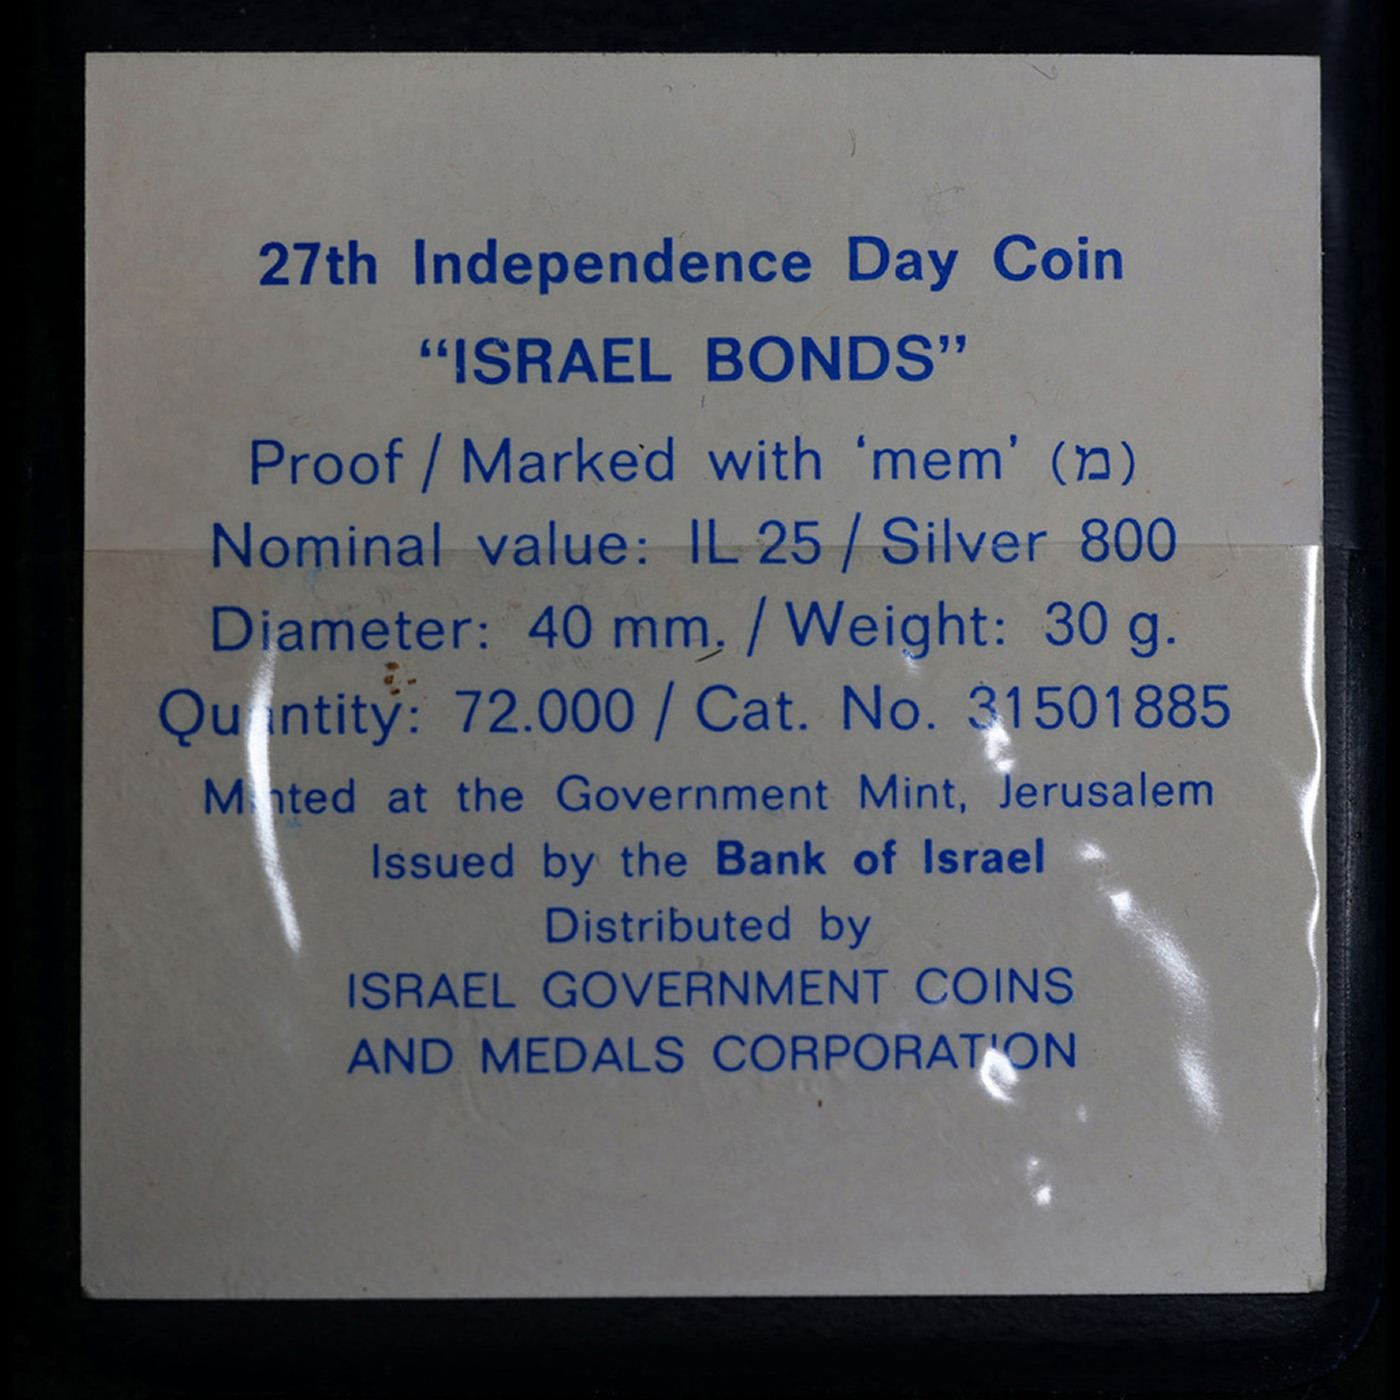 27th Independence Day Coin
“ISRAEL BONDS”
Proof / Marked with ‘mem’ (מ)
Nominal value: IL 25 / Silver 800
Diameter: 40 mm. / Weight: 30 g.
Quantity: 72.000 / Cat. No. 31501885
Minted at the Government Mint, Jerusalem
Issued by the Bank of Israel
Distributed by
ISRAEL GOVERNMENT COINS
AND MEDALS CORPORATION